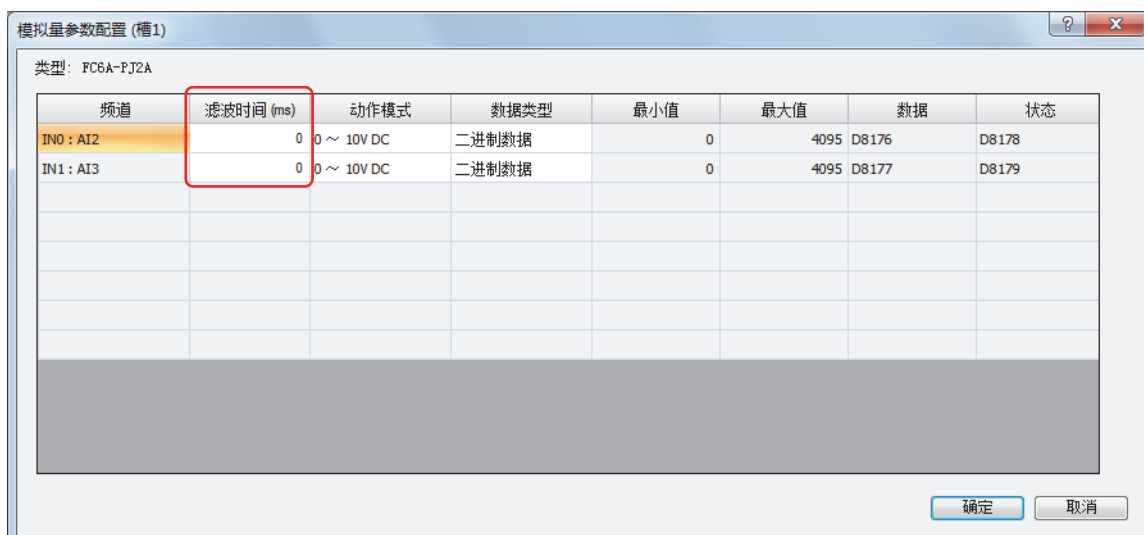 模拟量参数配置 (槽1)
类型: FC6A-PJ2A
频道 滤波时间 (ms) 动作模式 数据类型 最小值 最大值 数据 状态
IN0 : AI2 0 0 ～ 10V DC 二进制数据 0 4095 D8176 D8178
IN1 : AI3 0 0 ～ 10V DC 二进制数据 0 4095 D8177 D8179
确定 取消